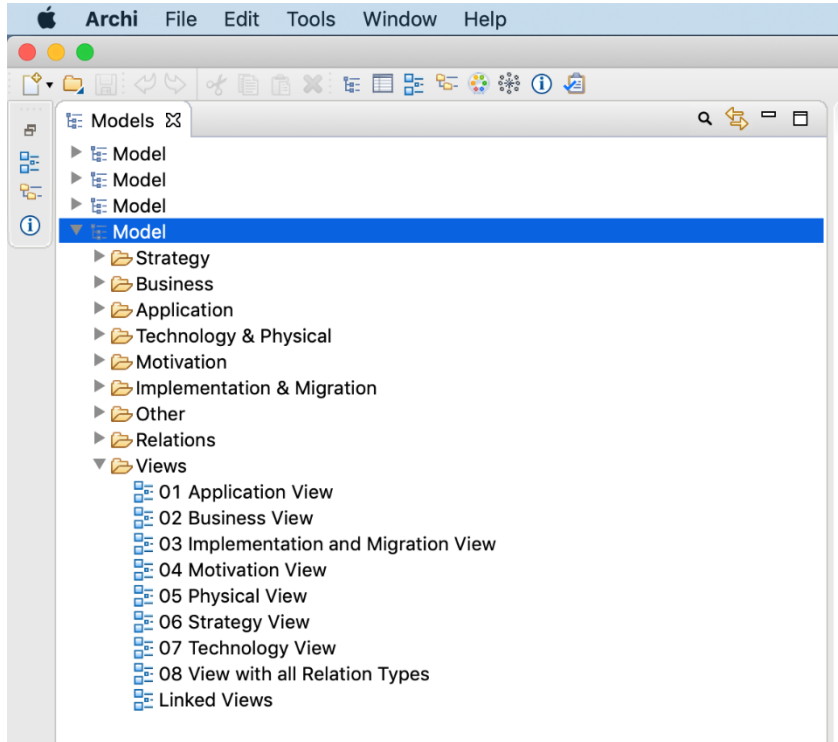 Archi File Edit Tools Window Help
Models
Model
Model
Model
Model
Strategy
Business
Application
Technology & Physical
Motivation
Implementation & Migration
Other
Relations
Views
01 Application View
02 Business View
03 Implementation and Migration View
04 Motivation View
05 Physical View
06 Strategy View
07 Technology View
08 View with all Relation Types
Linked Views